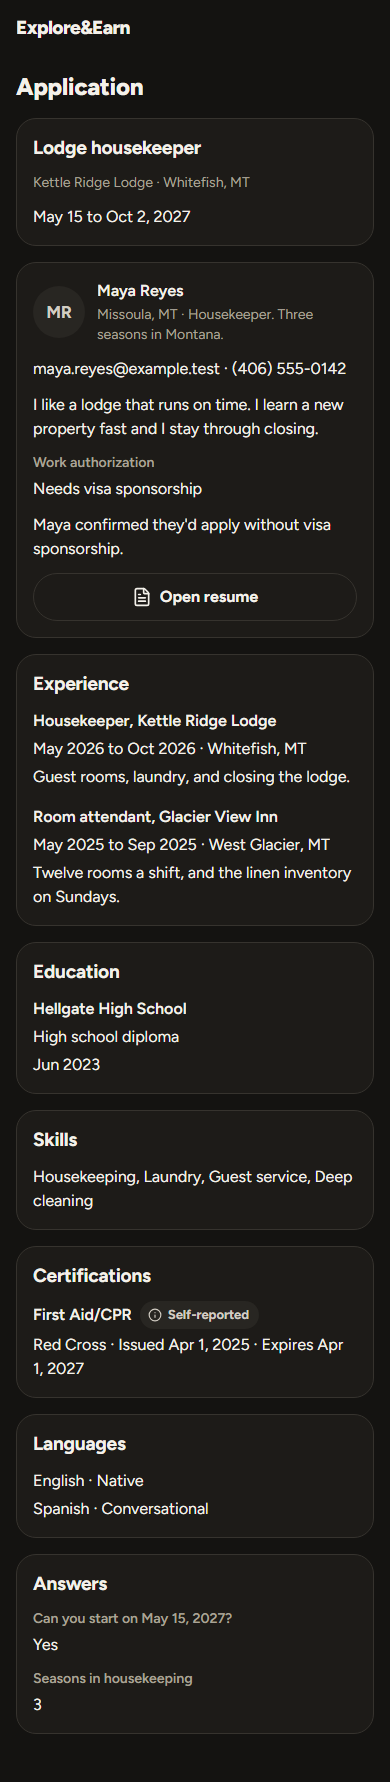 Explore&Earn
Application
Lodge housekeeper
Kettle Ridge Lodge · Whitefish, MT
May 15 to Oct 2, 2027
MR
Maya Reyes
Missoula, MT · Housekeeper. Three
seasons in Montana.
maya.reyes@example.test · (406) 555-0142
I like a lodge that runs on time. I learn a new
property fast and I stay through closing.
Work authorization
Needs visa sponsorship
Maya confirmed they'd apply without visa
sponsorship.
Open resume
Experience
Housekeeper, Kettle Ridge Lodge
May 2026 to Oct 2026 · Whitefish, MT
Guest rooms, laundry, and closing the lodge.
Room attendant, Glacier View Inn
May 2025 to Sep 2025 · West Glacier, MT
Twelve rooms a shift, and the linen inventory
on Sundays.
Education
Hellgate High School
High school diploma
Jun 2023
Skills
Housekeeping, Laundry, Guest service, Deep
cleaning
Certifications
First Aid/CPR Self-reported
Red Cross · Issued Apr 1, 2025 · Expires Apr
1, 2027
Languages
English · Native
Spanish · Conversational
Answers
Can you start on May 15, 2027?
Yes
Seasons in housekeeping
3